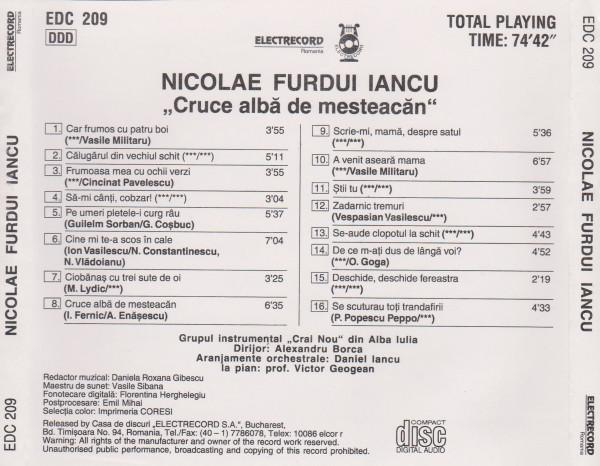 EDC 209
DDD
ELECTRECORD
Romania
ELECTRECORD
TOTAL PLAYING
TIME: 74'42"
NICOLAE FURDUI IANCU
„Cruce albă de mesteacăn“
1. Car frumos cu patru boi 3'55
(***/Vasile Militaru)
2. Călugărul din vechiul schit (***/***) 5'11
3. Frumoasa mea cu ochii verzi 3'55
(***/Cincinat Pavelescu)
4. Să-mi cânți, cobzar! (***/***) 3'04
5. Pe umeri pletele-i curg râu 5'37
(Guilelm Sorban/G. Coșbuc)
6. Cine mi te-a scos în cale 7'04
(Ion Vasilescu/N. Constantinescu,
N. Vlădoianu)
7. Ciobănaș cu trei sute de oi 3'25
(M. Lydic/***)
8. Cruce albă de mesteacăn 6'35
(I. Fernic/A. Enășescu)
9. Scrie-mi, mamă, despre satul 5'36
(***/***)
10. A venit aseară mama 6'57
(***/Vasile Militaru)
11. Știi tu (***/***) 3'59
12. Zadarnic tremuri 2'57
(Vespasian Vasilescu/***)
13. Se-aude clopotul la schit (***/***) 4'43
14. De ce m-ați dus de lângă voi? 4'52
(***/O. Goga)
15. Deschide, deschide fereastra 2'19
(***/***)
16. Se scuturau toți trandafirii 4'33
(P. Popescu Peppo/***)
Grupul instrumental „Crai Nou“ din Alba Iulia
Dirijor: Alexandru Borca
Aranjamente orchestrale: Daniel Iancu
la pian: prof. Victor Geogean
Redactor muzical: Daniela Roxana Gibescu
Maestru de sunet: Vasile Sibana
Fonotecare digitală: Florentina Herghelegiu
Postprocesare: Emil Mihai
Selecția color: Imprimeria CORESI
Released by Casa de discuri „ELECTRECORD S.A.", Bucharest,
Bd. Timișoara No. 94, Romania, Tel./Fax: (40 – 1) 7786078, Telex: 10086 elcor r
Warning: All rights of the manufacturer and owner of the record work reserved.
Unauthorised public performance, broadcasting and copying of this record prohibited.
COMPACT
disc
DIGITAL AUDIO
ELECTRECORD
Romania
NICOLAE FURDUI IANCU
EDC 209
EDC 209
NICOLAE FURDUI IANCU
ELECTRECORD
Romania